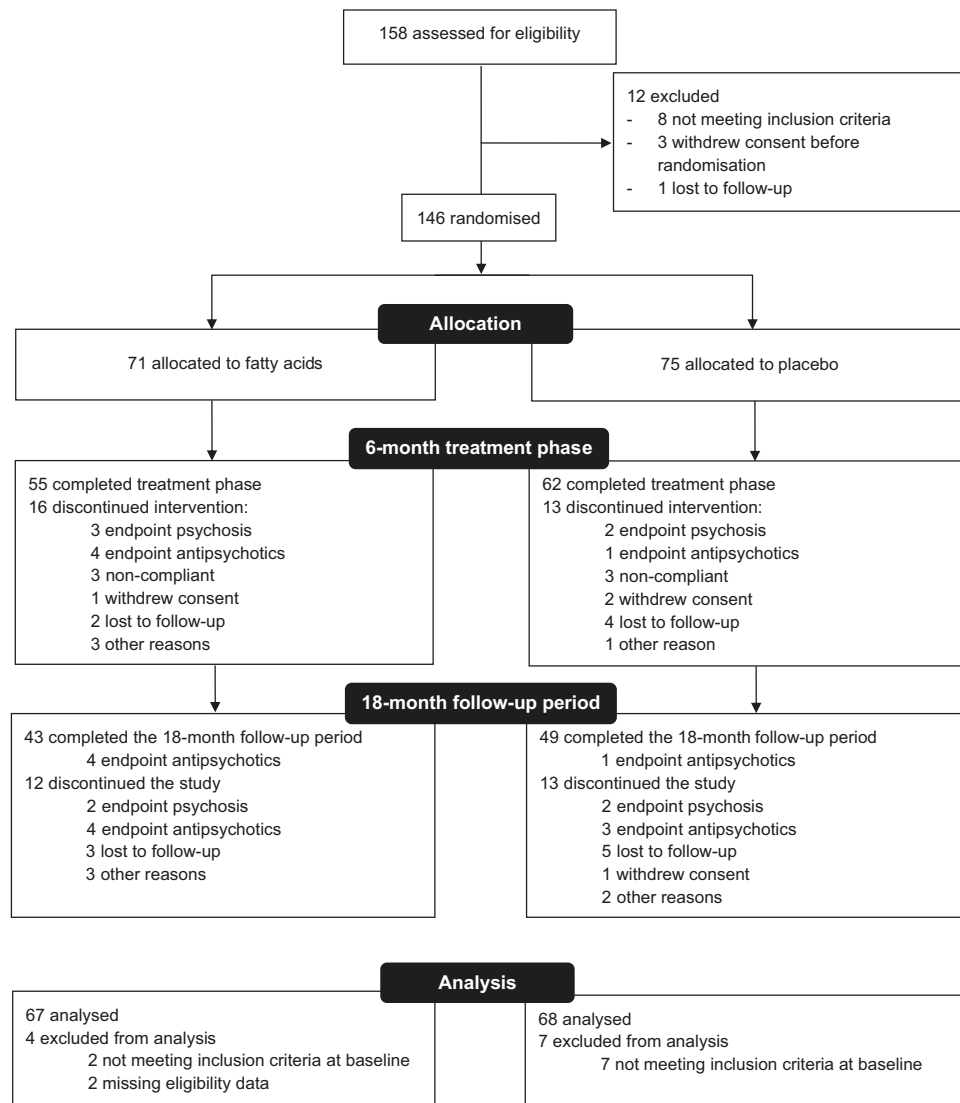 158 assessed for eligibility
12 excluded
- 8 not meeting inclusion criteria
- 3 withdrew consent before
randomisation
- 1 lost to follow-up
146 randomised
Allocation
71 allocated to fatty acids
75 allocated to placebo
6-month treatment phase
55 completed treatment phase
16 discontinued intervention:
3 endpoint psychosis
4 endpoint antipsychotics
3 non-compliant
1 withdrew consent
2 lost to follow-up
3 other reasons
62 completed treatment phase
13 discontinued intervention:
2 endpoint psychosis
1 endpoint antipsychotics
3 non-compliant
2 withdrew consent
4 lost to follow-up
1 other reason
18-month follow-up period
43 completed the 18-month follow-up period
4 endpoint antipsychotics
12 discontinued the study
2 endpoint psychosis
4 endpoint antipsychotics
3 lost to follow-up
3 other reasons
49 completed the 18-month follow-up period
1 endpoint antipsychotics
13 discontinued the study
2 endpoint psychosis
3 endpoint antipsychotics
5 lost to follow-up
1 withdrew consent
2 other reasons
Analysis
67 analysed
4 excluded from analysis
2 not meeting inclusion criteria at baseline
2 missing eligibility data
68 analysed
7 excluded from analysis
7 not meeting inclusion criteria at baseline